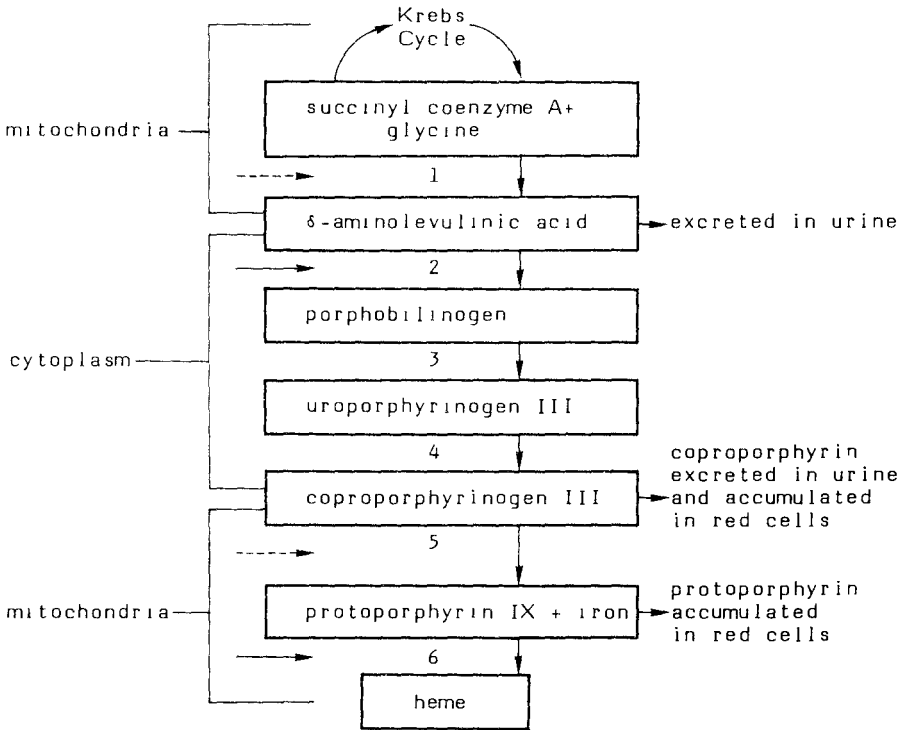 Krebs
Cycle
succinyl coenzyme A+
glycine
mitochondria
1
δ-aminolevulinic acid
excreted in urine
2
porphobilinogen
cytoplasm
3
uroporphyrinogen III
4
coproporphyrin
excreted in urine
and accumulated
in red cells
coproporphyrinogen III
5
mitochondria
protoporphyrin IX + iron
protoporphyrin
accumulated
in red cells
6
heme